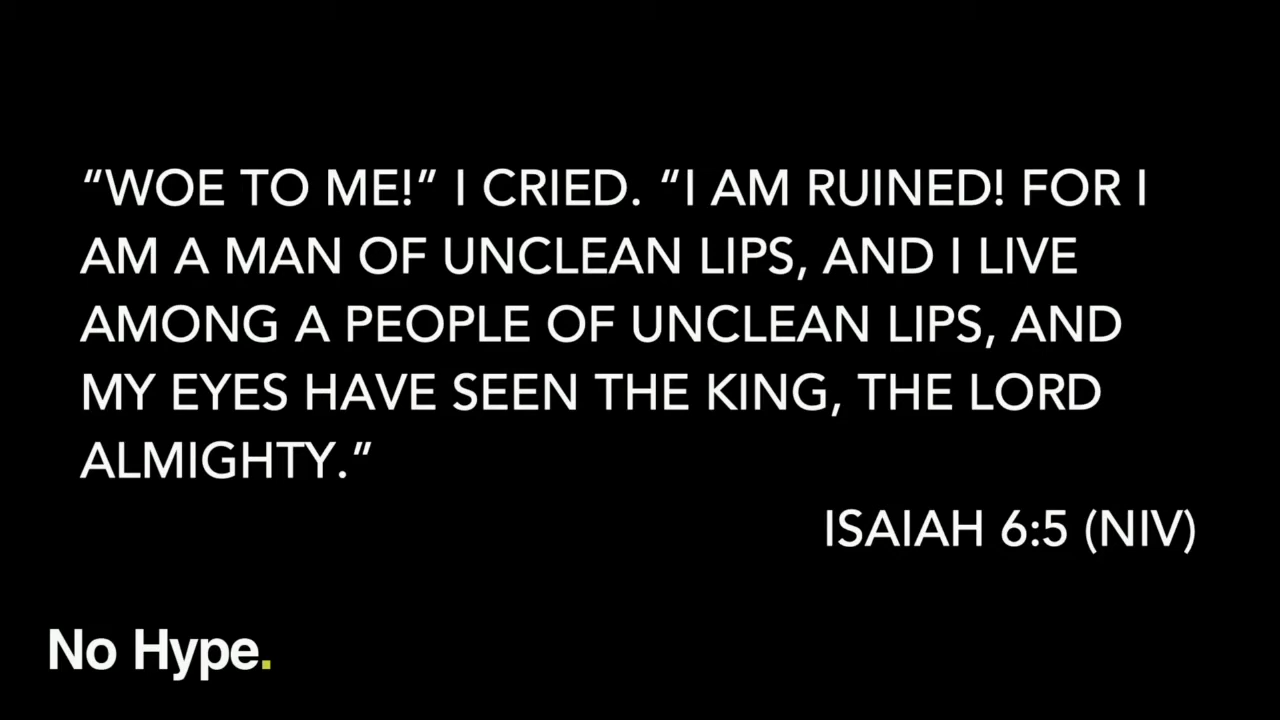 “WOE TO ME!” I CRIED. “I AM RUINED! FOR I
AM A MAN OF UNCLEAN LIPS, AND I LIVE
AMONG A PEOPLE OF UNCLEAN LIPS, AND
MY EYES HAVE SEEN THE KING, THE LORD
ALMIGHTY.”
ISAIAH 6:5 (NIV)
No Hype.